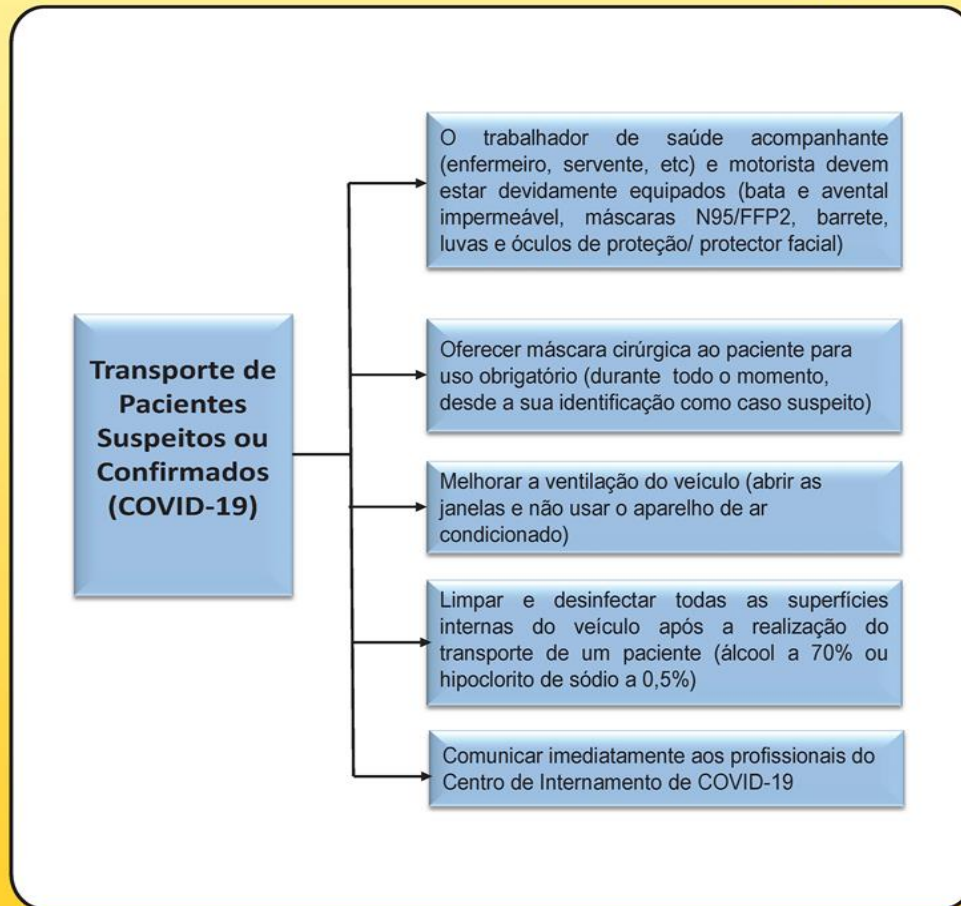 Transporte de
Pacientes
Suspeitos ou
Confirmados
(COVID-19)
O trabalhador de saúde acompanhante
(enfermeiro, servente, etc) e motorista devem
estar devidamente equipados (bata e avental
impermeável, máscaras N95/FFP2, barrete,
luvas e óculos de proteção/ protector facial)
Oferecer máscara cirúrgica ao paciente para
uso obrigatório (durante todo o momento,
desde a sua identificação como caso suspeito)
Melhorar a ventilação do veículo (abrir as
janelas e não usar o aparelho de ar
condicionado)
Limpar e desinfectar todas as superfícies
internas do veículo após a realização do
transporte de um paciente (álcool a 70% ou
hipoclorito de sódio a 0,5%)
Comunicar imediatamente aos profissionais do
Centro de Internamento de COVID-19